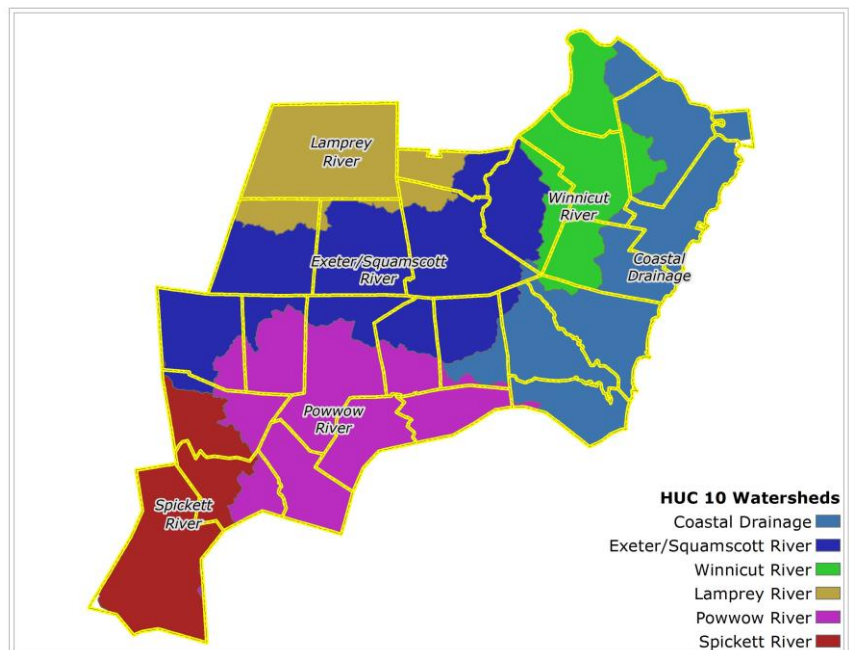 Lamprey
River
Winnicut
River
Exeter/Squamscott
River
Coastal
Drainage
Powwow
River
Spickett
River
HUC 10 Watersheds
Coastal Drainage
Exeter/Squamscott River
Winnicut River
Lamprey River
Powwow River
Spickett River